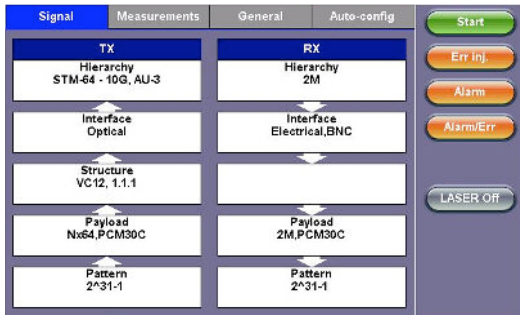 Signal
Measurements
General
Auto-config
TX
Hierarchy
STM-64 - 10G, AU-3
Interface
Optical
Structure
VC12, 1.1.1
Payload
Nx64,PCM30C
Pattern
2^31-1
RX
Hierarchy
2M
Interface
Electrical,BNC
Payload
2M,PCM30C
Pattern
2^31-1
Start
Err inj.
Alarm
Alarm/Err
LASER Off